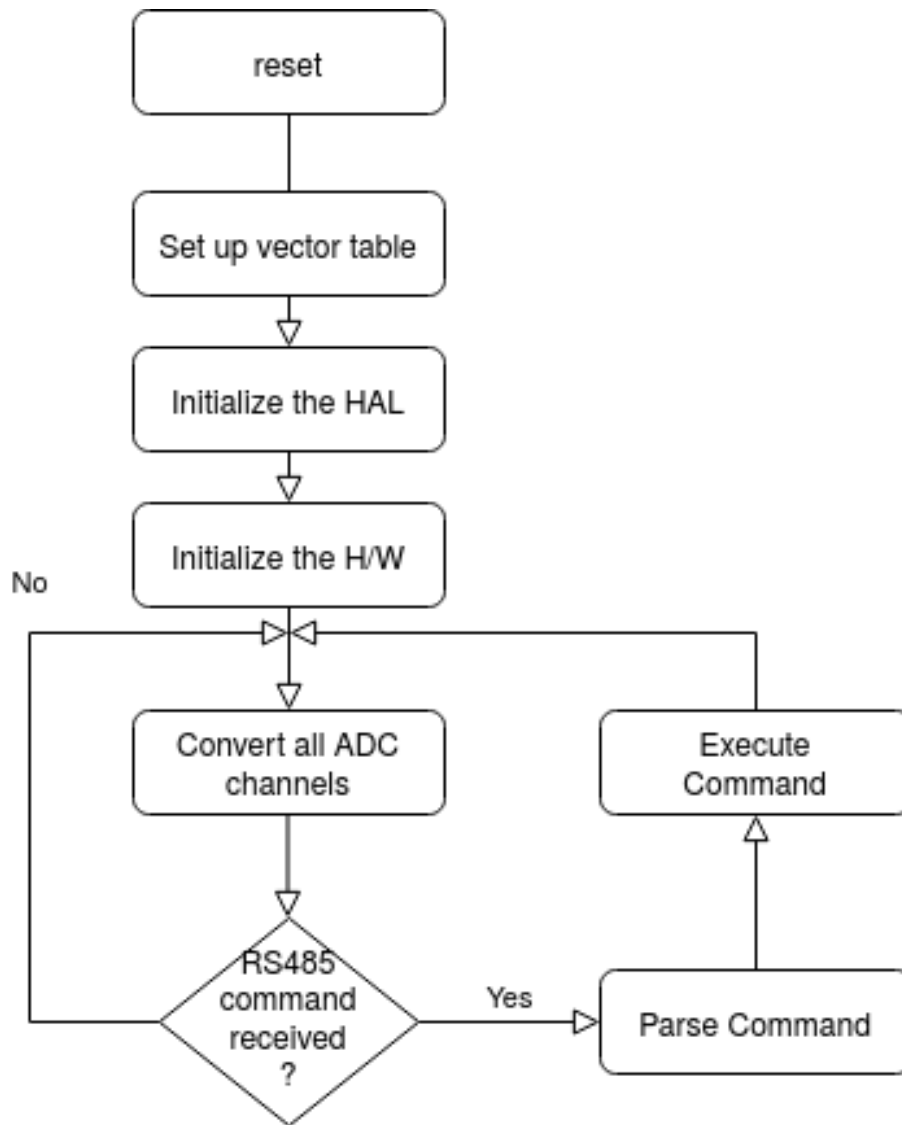 reset
Set up vector table
Initialize the HAL
Initialize the H/W
No
Convert all ADC
channels
Execute
Command
RS485
command
received
?
Yes
Parse Command